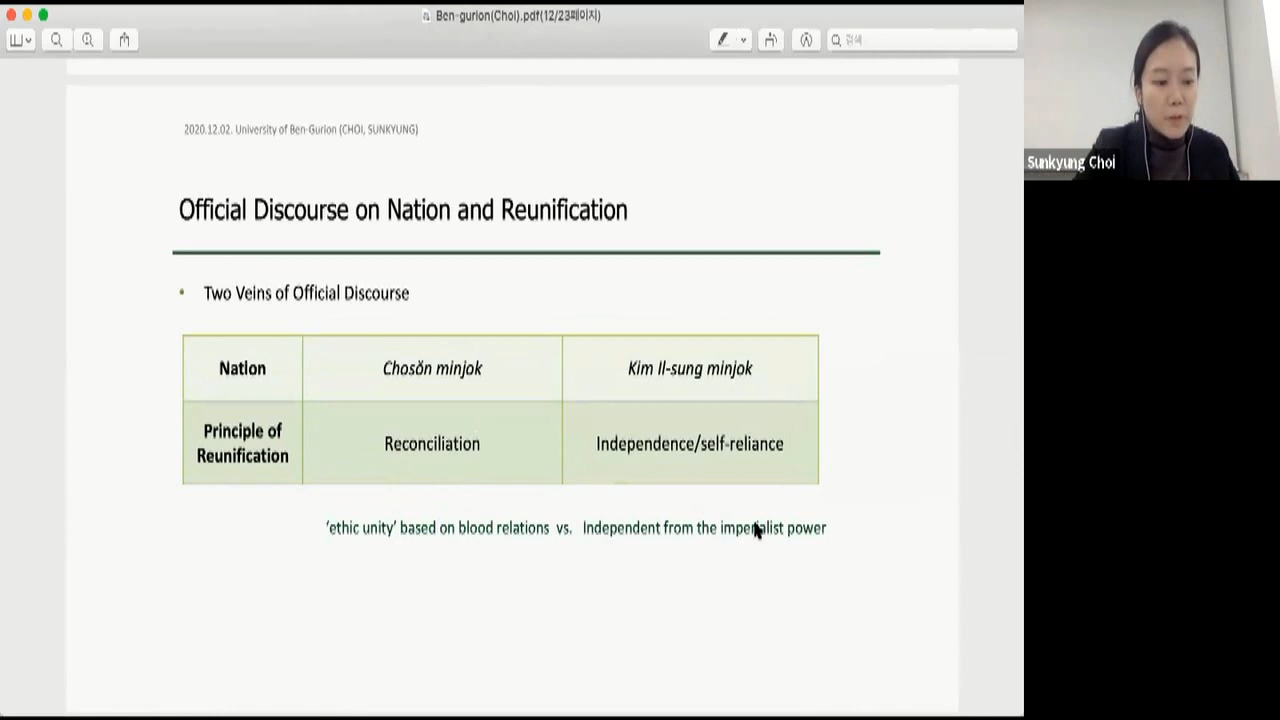 Ben-gurion(Choi).pdf(12/23페이지)
검색
2020.12.02. University of Ben-Gurion (CHOI, SUNKYUNG)
Official Discourse on Nation and Reunification
• Two Veins of Official Discourse
Nation Chosŏn minjok Kim Il-sung minjok
Principle of
Reunification Reconciliation Independence/self-reliance
‘ethic unity’ based on blood relations vs. Independent from the imperialist power
Sunkyung Choi